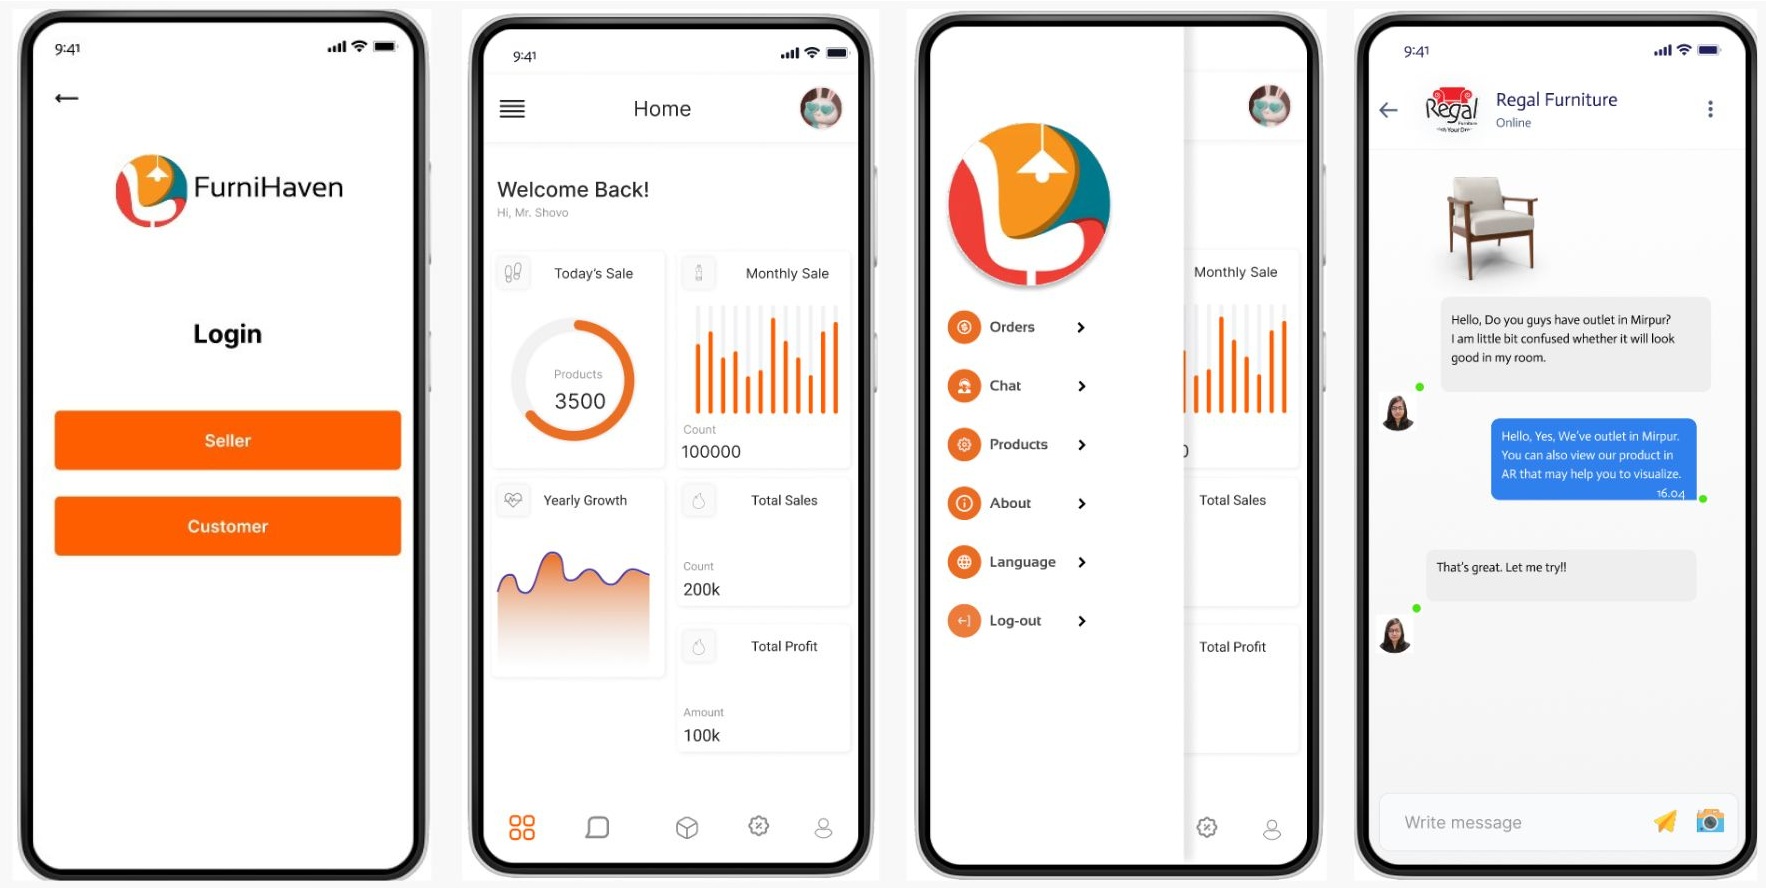 9:41
FurniHaven
Login
Seller
Customer
9:41
Home
Welcome Back!
Hi, Mr. Shovo
Today's Sale
Products
3500
Monthly Sale
Count
100000
Yearly Growth
Total Sales
Count
200k
Total Profit
Amount
100k
Orders
Chat
Products
About
Language
Log-out
Monthly Sale
Total Sales
Total Profit
9:41
Regal
Regal Furniture
Online
Hello, Do you guys have outlet in Mirpur?
I am little bit confused whether it will look
good in my room.
Hello, Yes, We've outlet in Mirpur.
You can also view our product in
AR that may help you to visualize.
16.04
That's great. Let me try!!
Write message